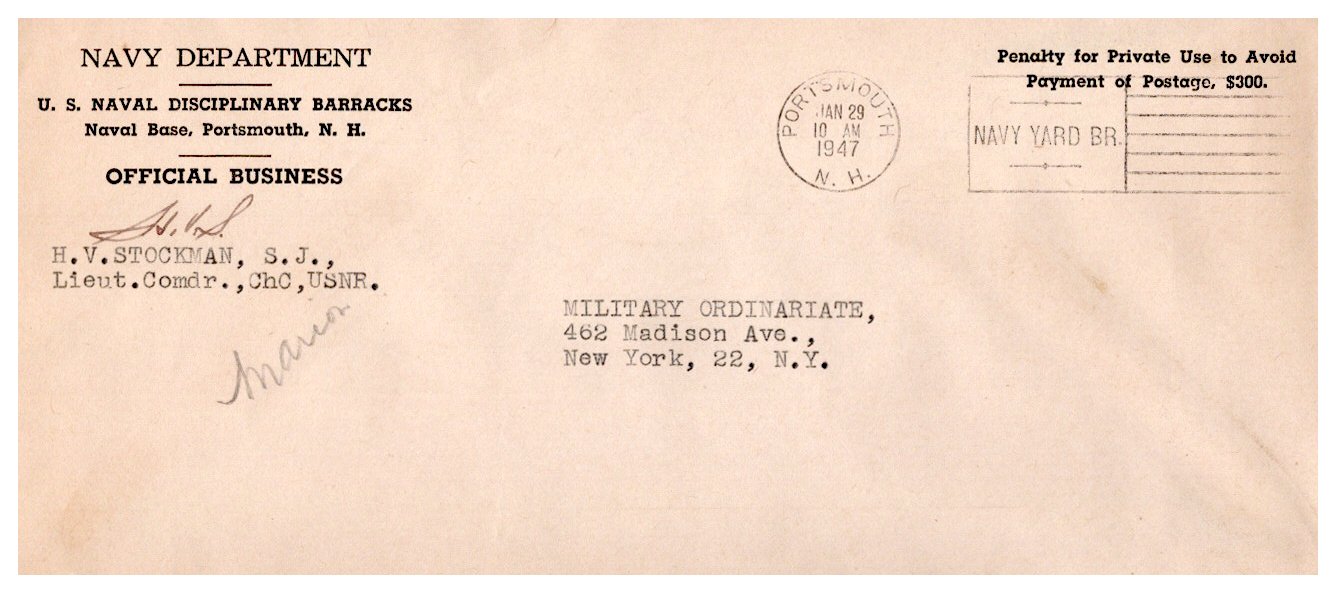 NAVY DEPARTMENT
U. S. NAVAL DISCIPLINARY BARRACKS
Naval Base, Portsmouth, N. H.
OFFICIAL BUSINESS
H.V.S.
H.V.STOCKMAN, S.J.,
Lieut.Comdr.,ChC,USNR.
Marion
PORTSMOUTH
JAN 29
10 AM
1947
N. H.
Penalty for Private Use to Avoid
Payment of Postage, $300.
NAVY YARD BR.
MILITARY ORDINARIATE,
462 Madison Ave.,
New York, 22, N.Y.